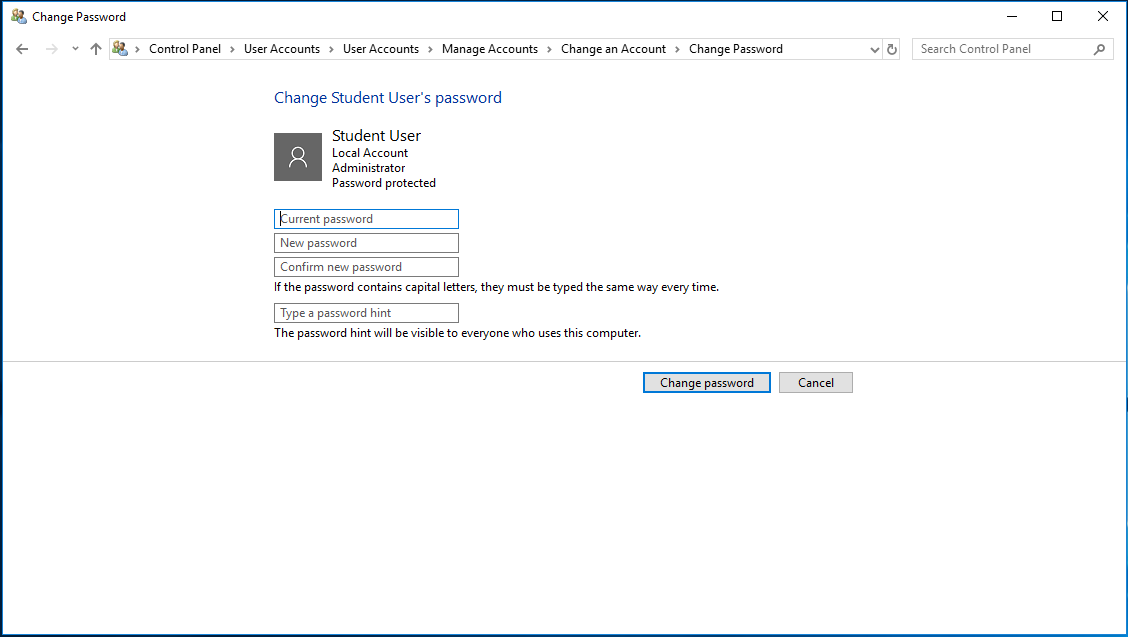 Change Password
Control Panel User Accounts User Accounts Manage Accounts Change an Account Change Password Search Control Panel
Change Student User's password
Student User
Local Account
Administrator
Password protected
Current password
New password
Confirm new password
If the password contains capital letters, they must be typed the same way every time.
Type a password hint
The password hint will be visible to everyone who uses this computer.
Change password Cancel